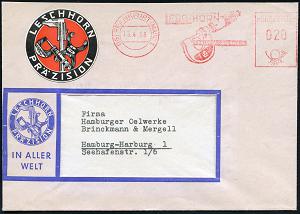 LESCHHORN
PRÄZISION
LESCHHORN
020
LESCHHORN
PRÄZISION
IN ALLER
WELT
Firma
Hamburger Oelwerke
Brinckmann & Mergell
Hamburg-Harburg 1
Seehafenstr. 1/6